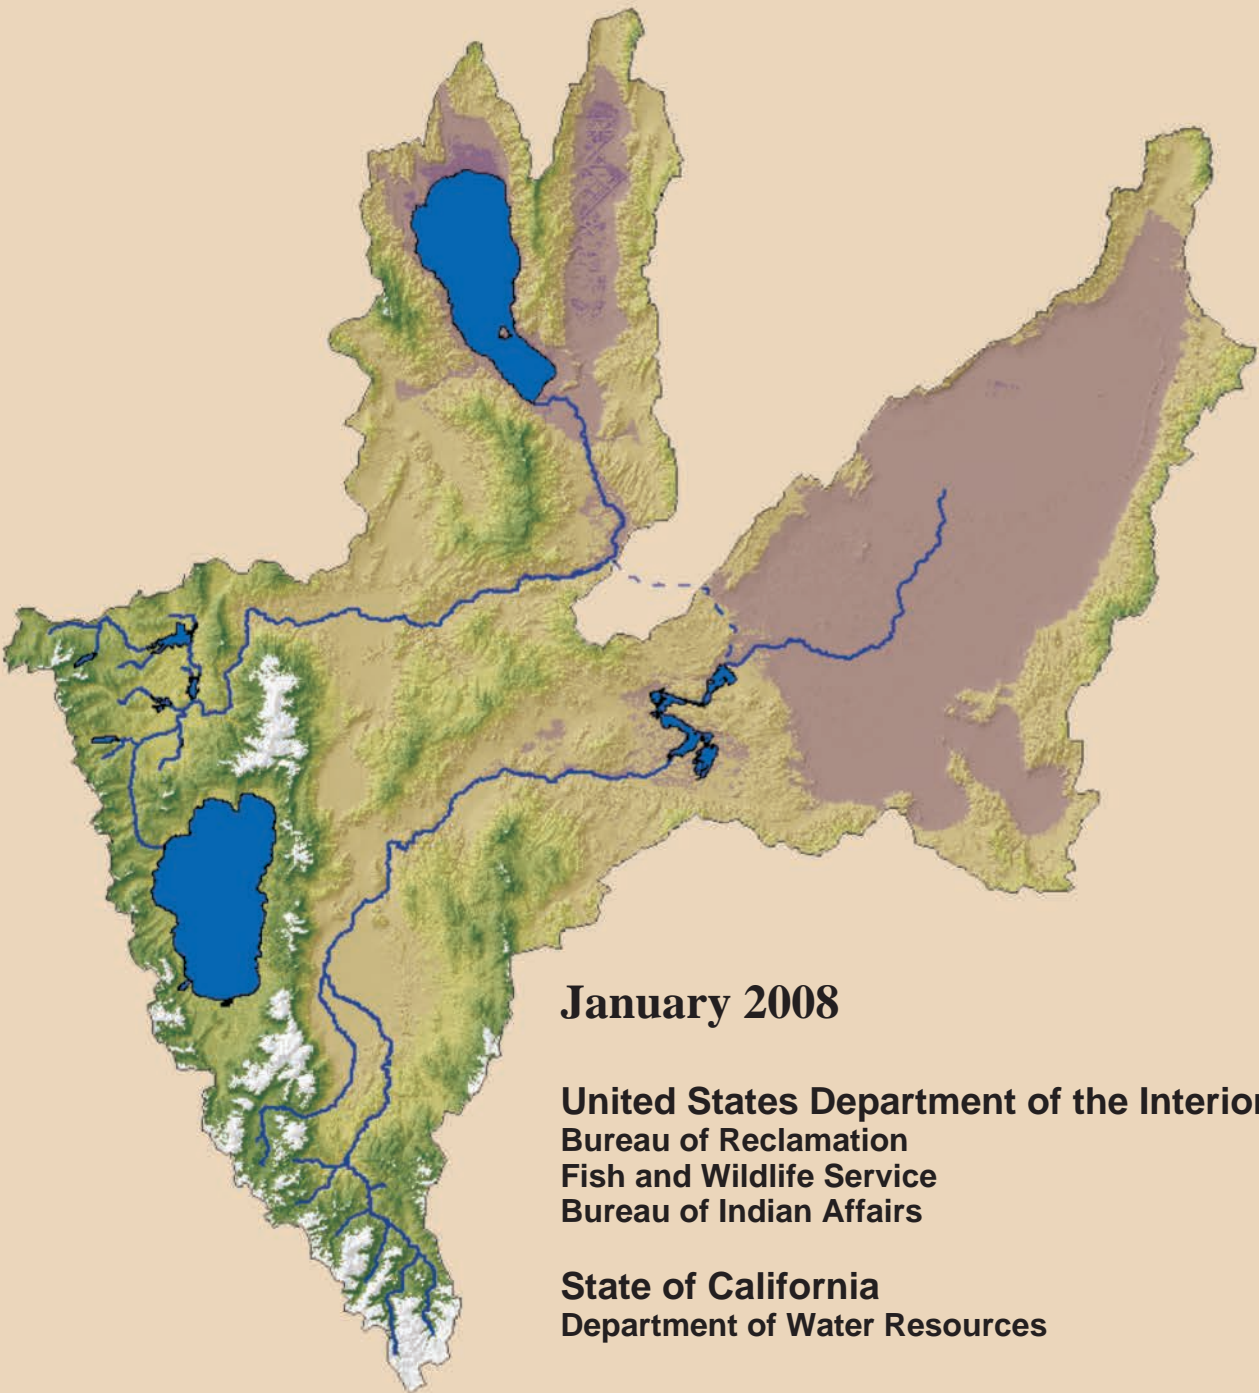 January 2008
United States Department of the Interior
Bureau of Reclamation
Fish and Wildlife Service
Bureau of Indian Affairs
State of California
Department of Water Resources